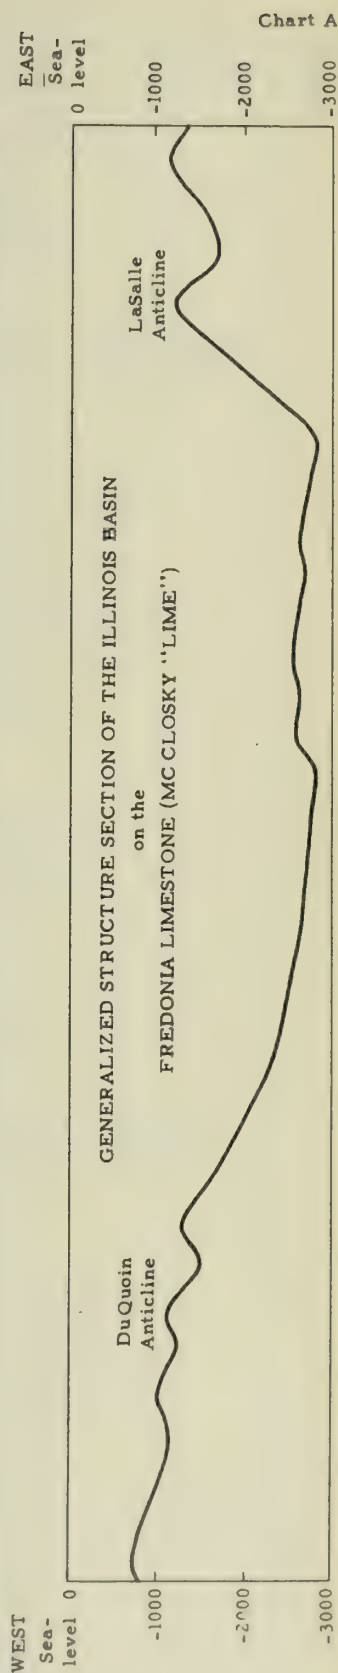 Chart A
WEST
Sea-
level 0
-1000
-2000
-3000
DuQuoin
Anticline
GENERALIZED STRUCTURE SECTION OF THE ILLINOIS BASIN
on the
FREDONIA LIMESTONE (MC CLOSKY "LIME")
LaSalle
Anticline
EAST
Sea-
level
0
-1000
-2000
-3000